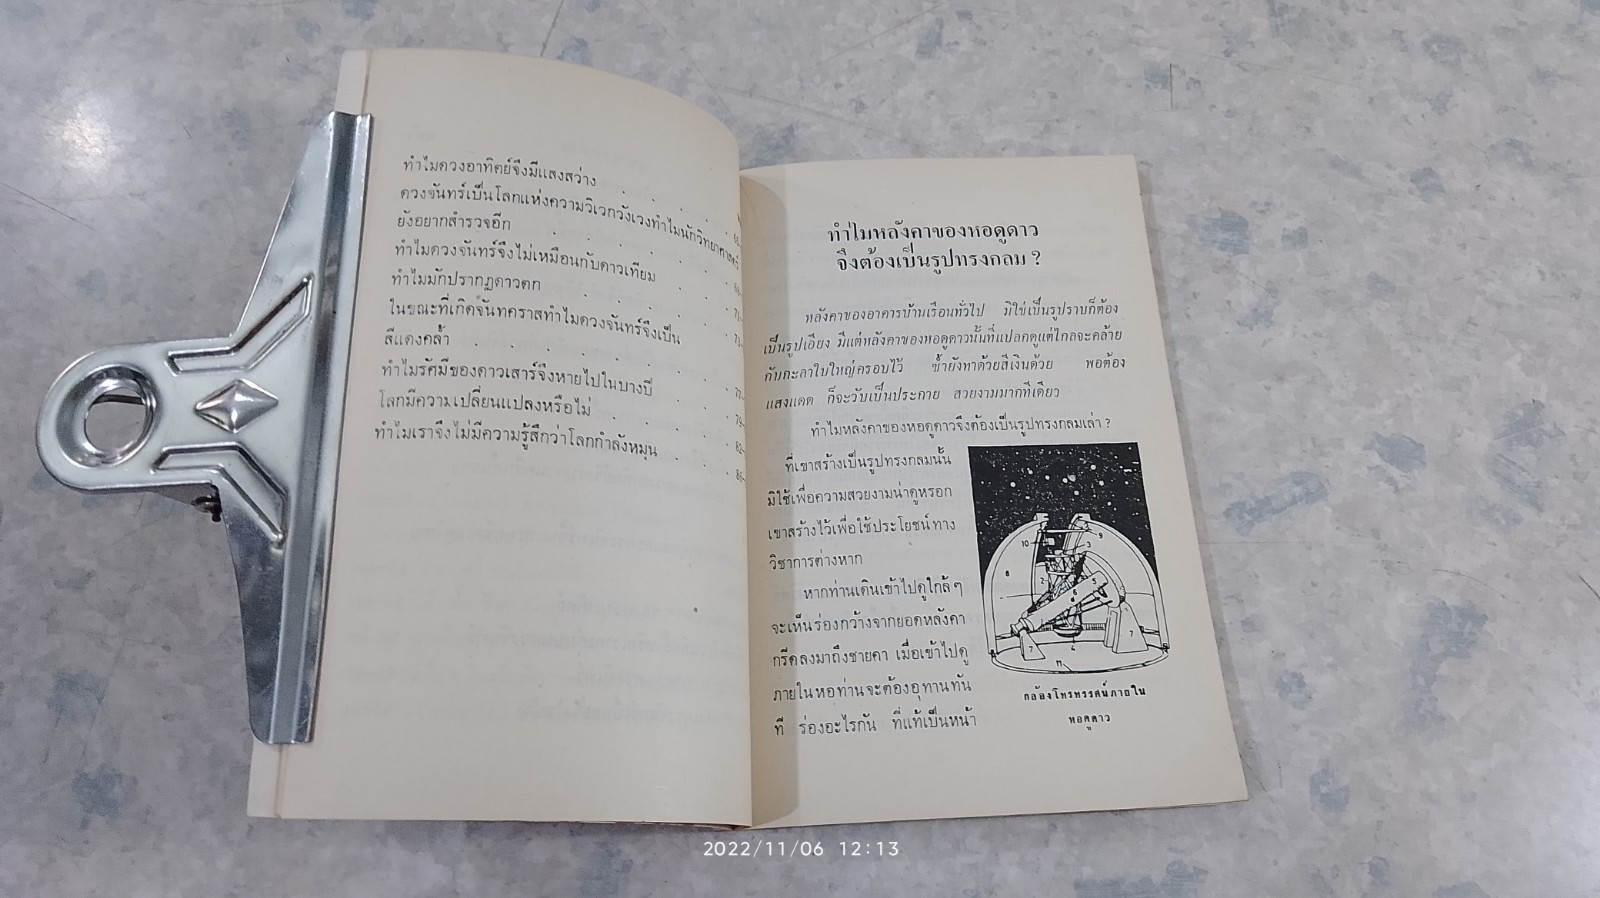 ทำไมดวงอาทิตย์จึงมีแสงสว่าง . . . .
ดวงจันทร์เป็นโลกแห่งความวิเวกวังเวงทำไมนักวิทยาศาสตร์
ยังอยากสำรวจอีก . . . . .
ทำไมดวงจันทร์จึงไม่เหมือนกับดาวเทียม . . .
ทำไมมักปรากฏดาวตก . . . . .
ในขณะที่เกิดจันทคราสทำไมดวงจันทร์จึงเป็น
สีแดงคล้ำ . . . . . . .
ทำไมรัศมีของดาวเสาร์จึงหายไปในบางปี . . . 77
โลกมีความเปลี่ยนแปลงหรือไม่ . . . . 79
ทำไมเราจึงไม่มีความรู้สึกว่าโลกกำลังหมุน . . . 82
86
ทำไมหลังคาของหอดูดาว
จึงต้องเป็นรูปทรงกลม ?
หลังคาของอาคารบ้านเรือนทั่วไป มิใช่เป็นรูปราบก็ต้อง
เป็นรูปเอียง มีแต่หลังคาของหอดูดาวนั้นที่แปลกดูแต่ไกลจะคล้าย
กับกะลาใบใหญ่ครอบไว้ ซ้ำยังทาด้วยสีเงินด้วย พอต้อง
แสงแดด ก็จะวับเป็นประกาย สวยงามมากทีเดียว
ทำไมหลังคาของหอดูดาวจึงต้องเป็นรูปทรงกลมเล่า ?
ที่เขาสร้างเป็นรูปทรงกลมนั้น
มิใช้เพื่อความสวยงามน่าดูหรอก
เขาสร้างไว้เพื่อใช้ประโยชน์ทาง
วิชาการต่างหาก
หากท่านเดินเข้าไปดูใกล้ ๆ
จะเห็นร่องกว้างจากยอดหลังคา
กรีดลงมาถึงชายคา เมื่อเข้าไปดู
ภายในหอท่านจะต้องอุทานทัน
ที ร่องอะไรกัน ที่แท้เป็นหน้า
9
10
3
8
2
5
6
7
7
4
11
กล้องโทรทรรศน์ภายใน
หอดูดาว
2022/11/06 12:13